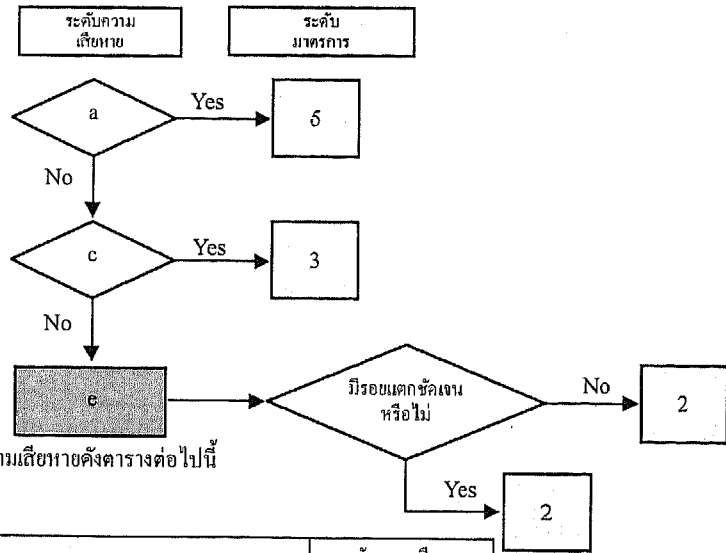 ระดับความ
เสียหาย
ระดับ
มาตรการ
a
Yes
5
No
c
Yes
3
No
e
มีรอยแตกชัดเจน
หรือไม่
No
2
Yes
2
ามเสียหายดังตารางต่อไปนี้